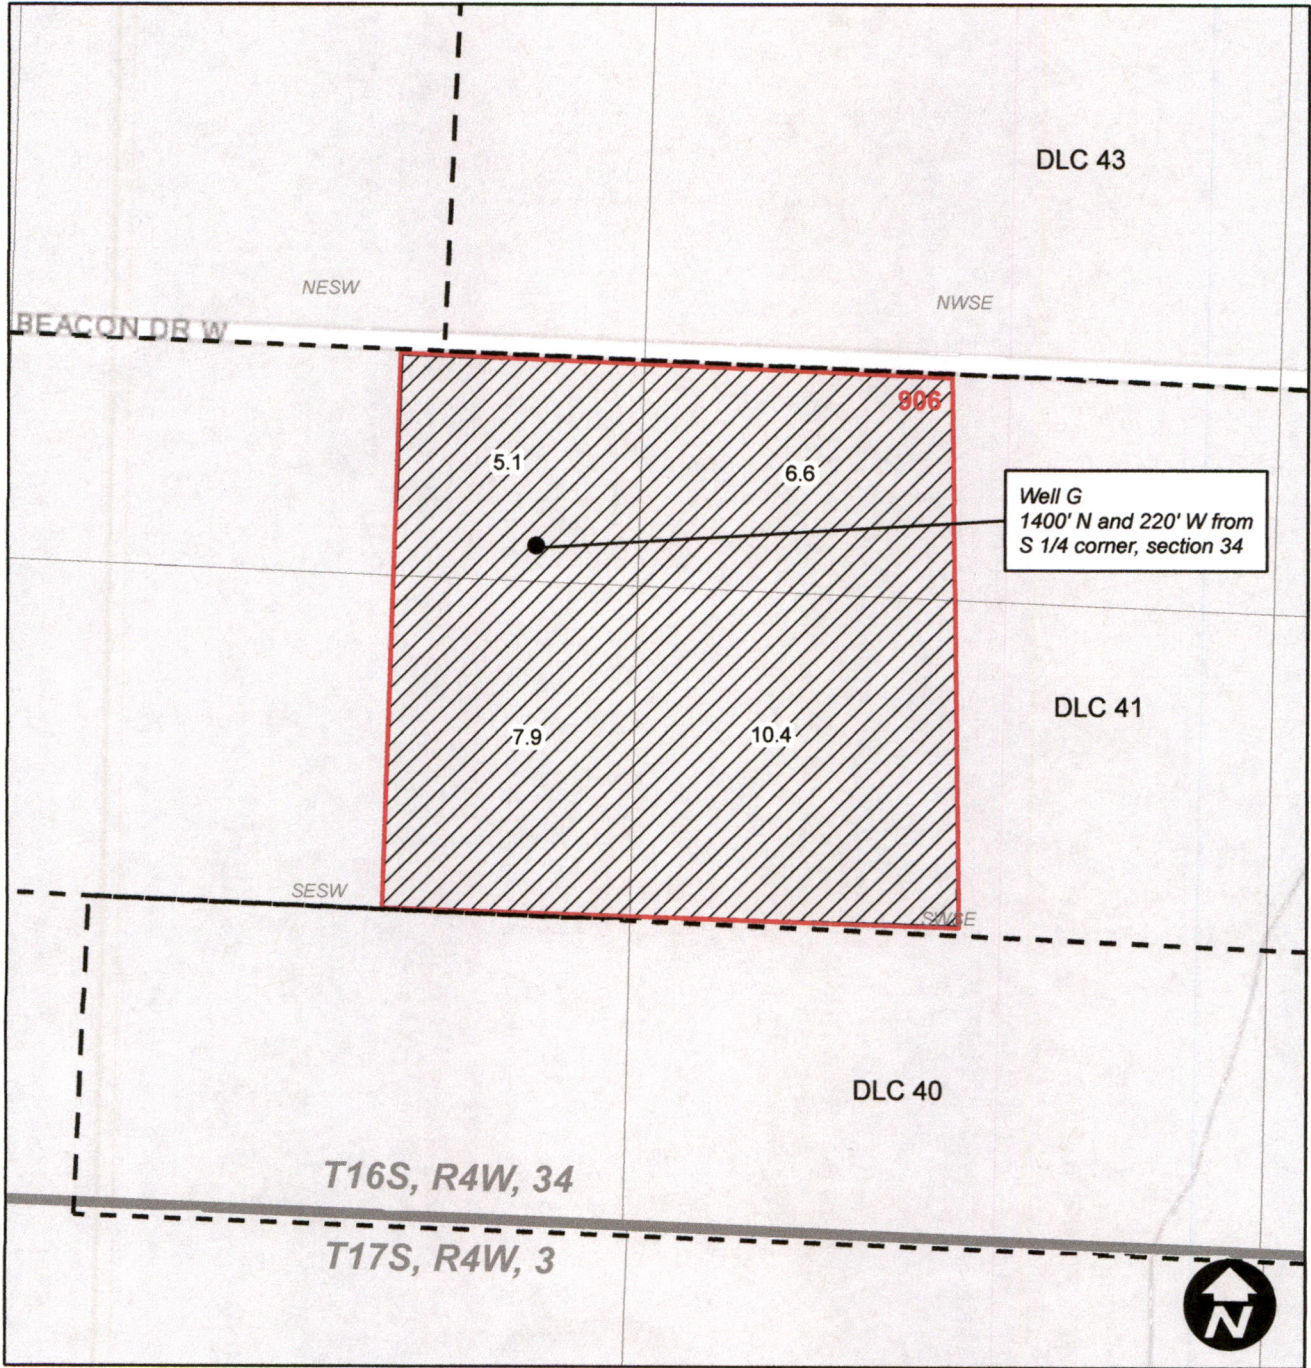 DLC 43
NESW
NWSE
BEACON DR W
906
5.1
6.6
Well G
1400' N and 220' W from
S 1/4 corner, section 34
7.9
10.4
DLC 41
SESW
SWSE
DLC 40
T16S, R4W, 34
T17S, R4W, 3
N